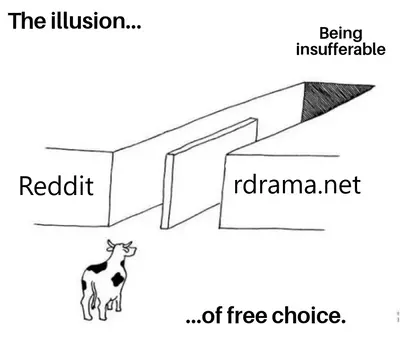 The illusion...
Being
insufferable
Reddit
rdrama.net
...of free choice.